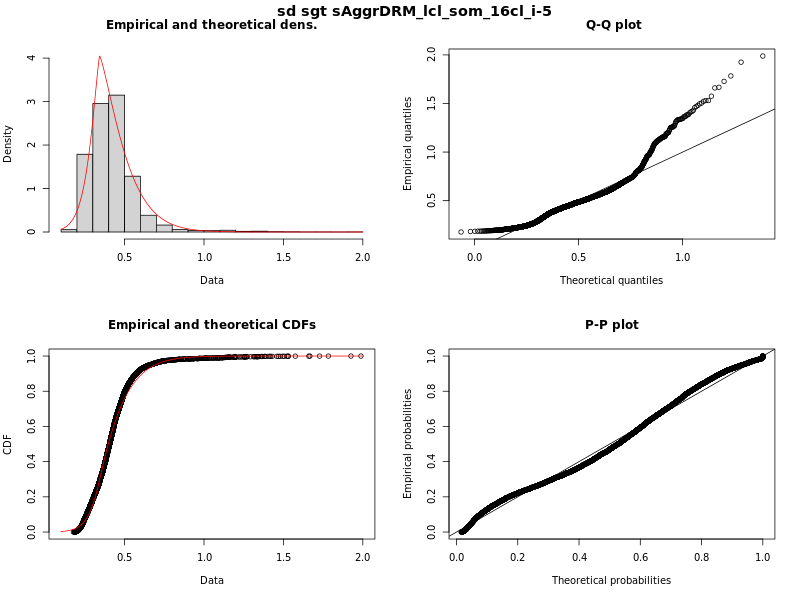 sd sgt sAggrDRM_lcl_som_16cl_i-5
Empirical and theoretical dens.
Density
0 1 2 3 4
0.5 1.0 1.5 2.0
Data
Q-Q plot
Empirical quantiles
0.5 1.0 1.5 2.0
0.0 0.5 1.0
Theoretical quantiles
Empirical and theoretical CDFs
CDF
0.0 0.2 0.4 0.6 0.8 1.0
0.5 1.0 1.5 2.0
Data
P-P plot
Empirical probabilities
0.0 0.2 0.4 0.6 0.8 1.0
0.0 0.2 0.4 0.6 0.8 1.0
Theoretical probabilities